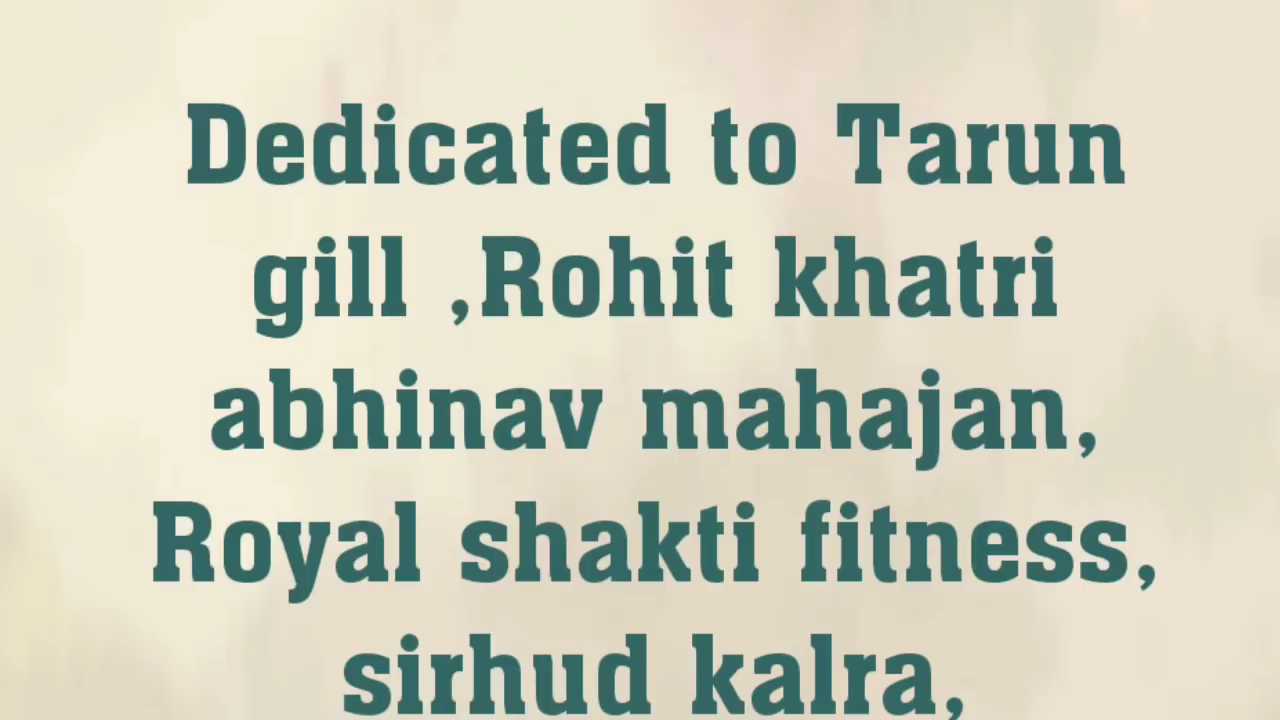 Dedicated to Tarun
gill ,Rohit khatri
abhinav mahajan,
Royal shakti fitness,
sirhud kalra,